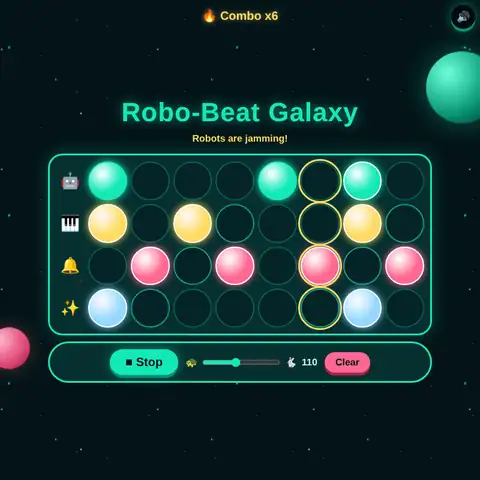 🔥 Combo x6
Robo-Beat Galaxy
Robots are jamming!
■ Stop
110
Clear